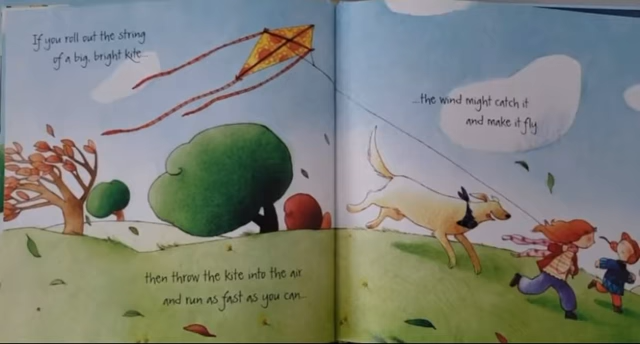 If you roll out the string
of a big, bright kite...
then throw the kite into the air
and run as fast as you can...
...the wind might catch it
and make it fly